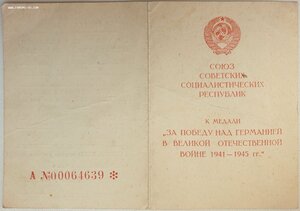 А №00064639 ✻
СОЮЗ
СОВЕТСКИХ
СОЦИАЛИСТИЧЕСКИХ
РЕСПУБЛИК
К МЕДАЛИ
„ЗА ПОБЕДУ НАД ГЕРМАНИЕЙ
В ВЕЛИКОЙ ОТЕЧЕСТВЕННОЙ
ВОЙНЕ 1941—1945 гг.“